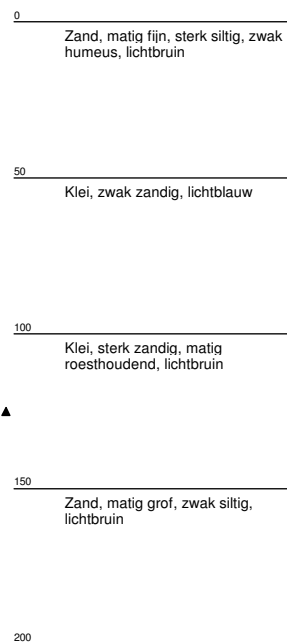 0
Zand, matig fijn, sterk siltig, zwak
humeus, lichtbruin
50
Klei, zwak zandig, lichtblauw
100
Klei, sterk zandig, matig
roesthoudend, lichtbruin
150
Zand, matig grof, zwak siltig,
lichtbruin
200